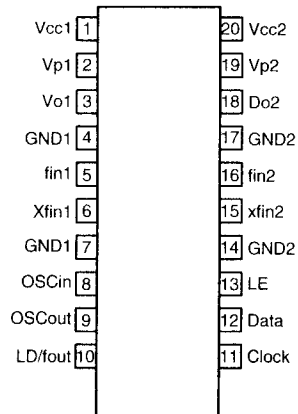 Vcc1 1 20 Vcc2
Vp1 2 19 Vp2
Vo1 3 18 Do2
GND1 4 17 GND2
fin1 5 16 fin2
Xfin1 6 15 xfin2
GND1 7 14 GND2
OSCin 8 13 LE
OSCout 9 12 Data
LD/fout 10 11 Clock